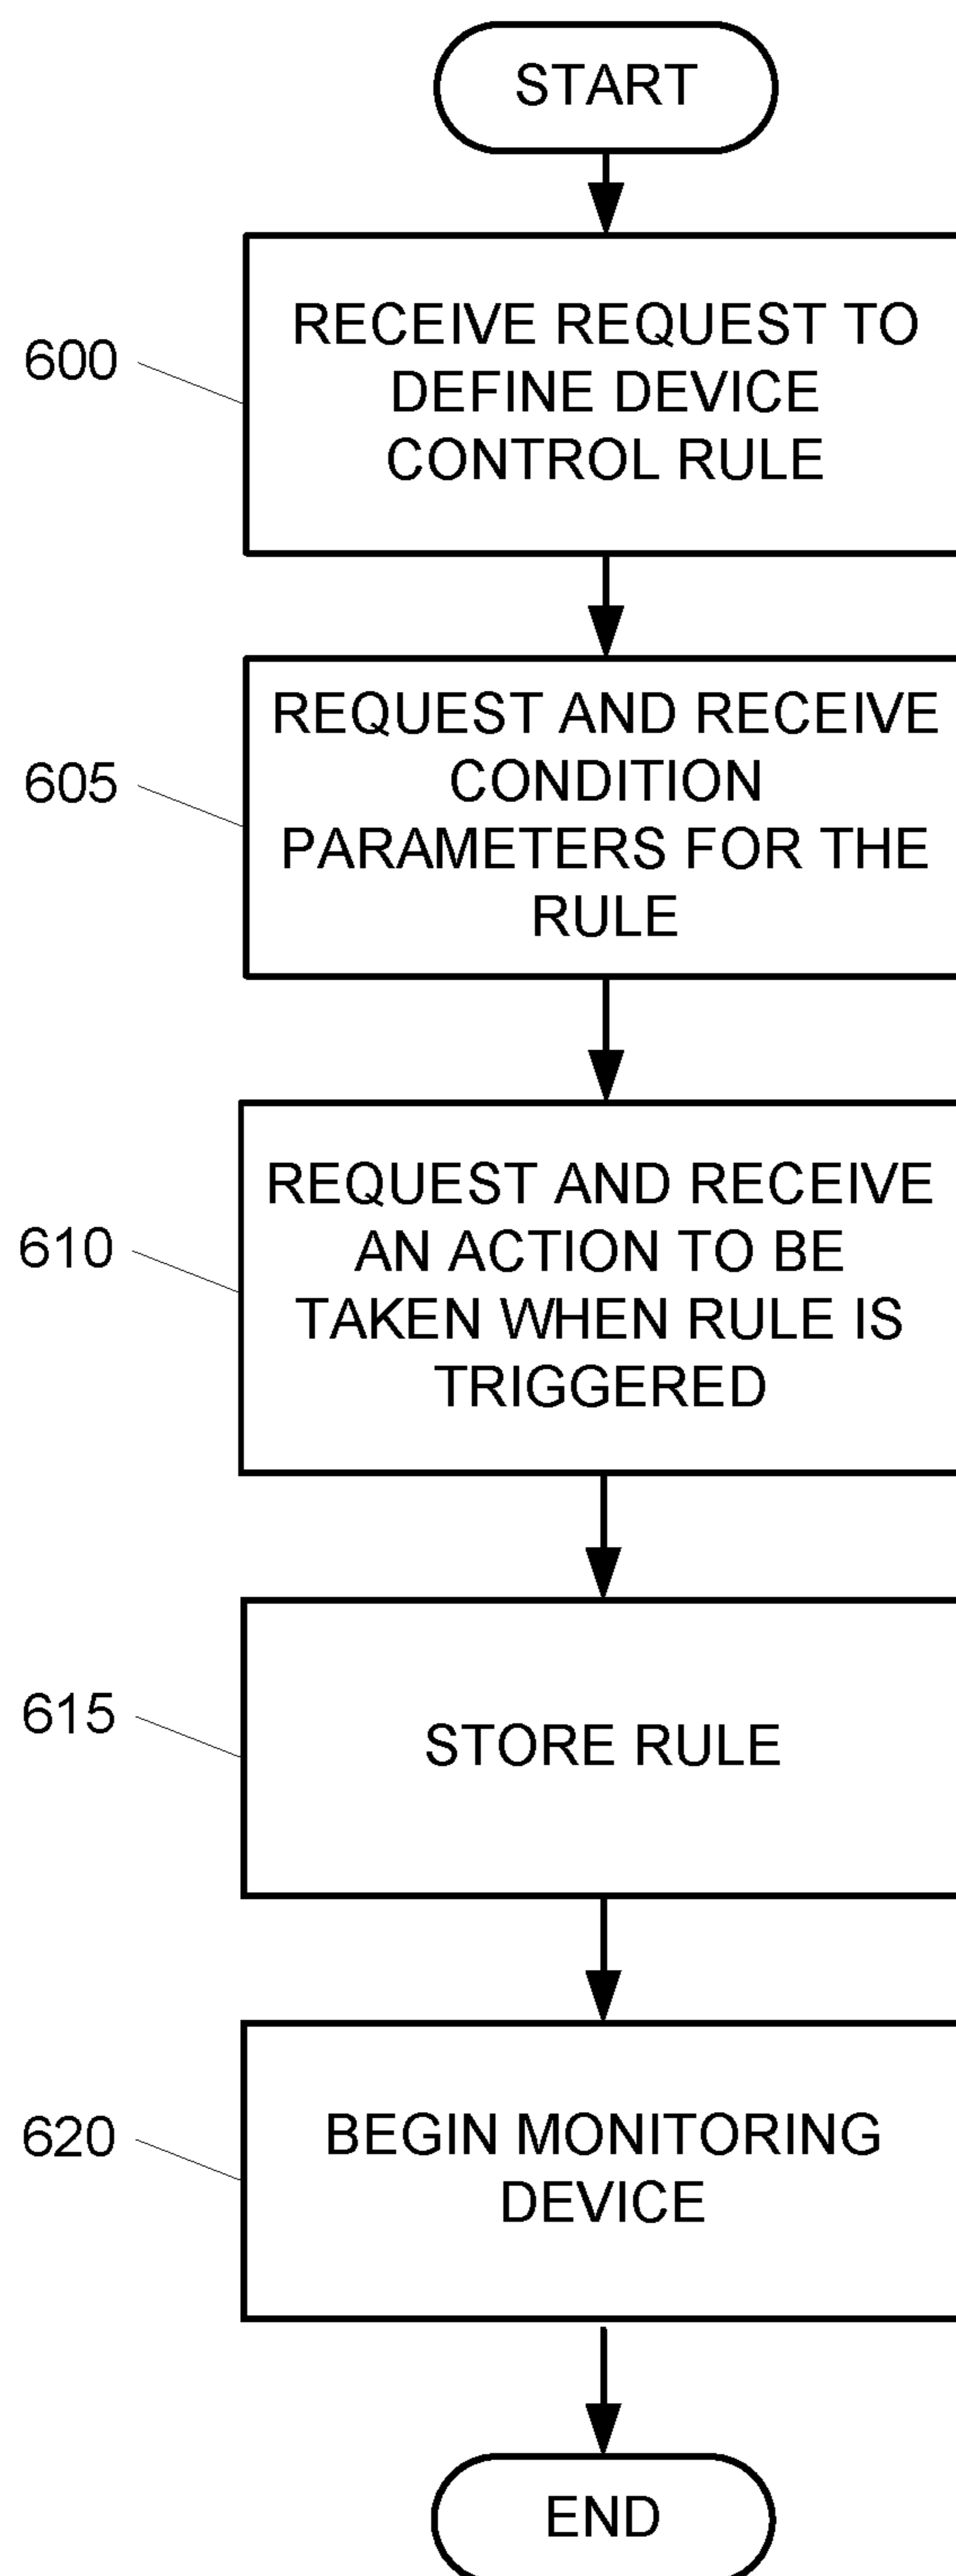 START
600
RECEIVE REQUEST TO
DEFINE DEVICE
CONTROL RULE
605
REQUEST AND RECEIVE
CONDITION
PARAMETERS FOR THE
RULE
610
REQUEST AND RECEIVE
AN ACTION TO BE
TAKEN WHEN RULE IS
TRIGGERED
615
STORE RULE
620
BEGIN MONITORING
DEVICE
END